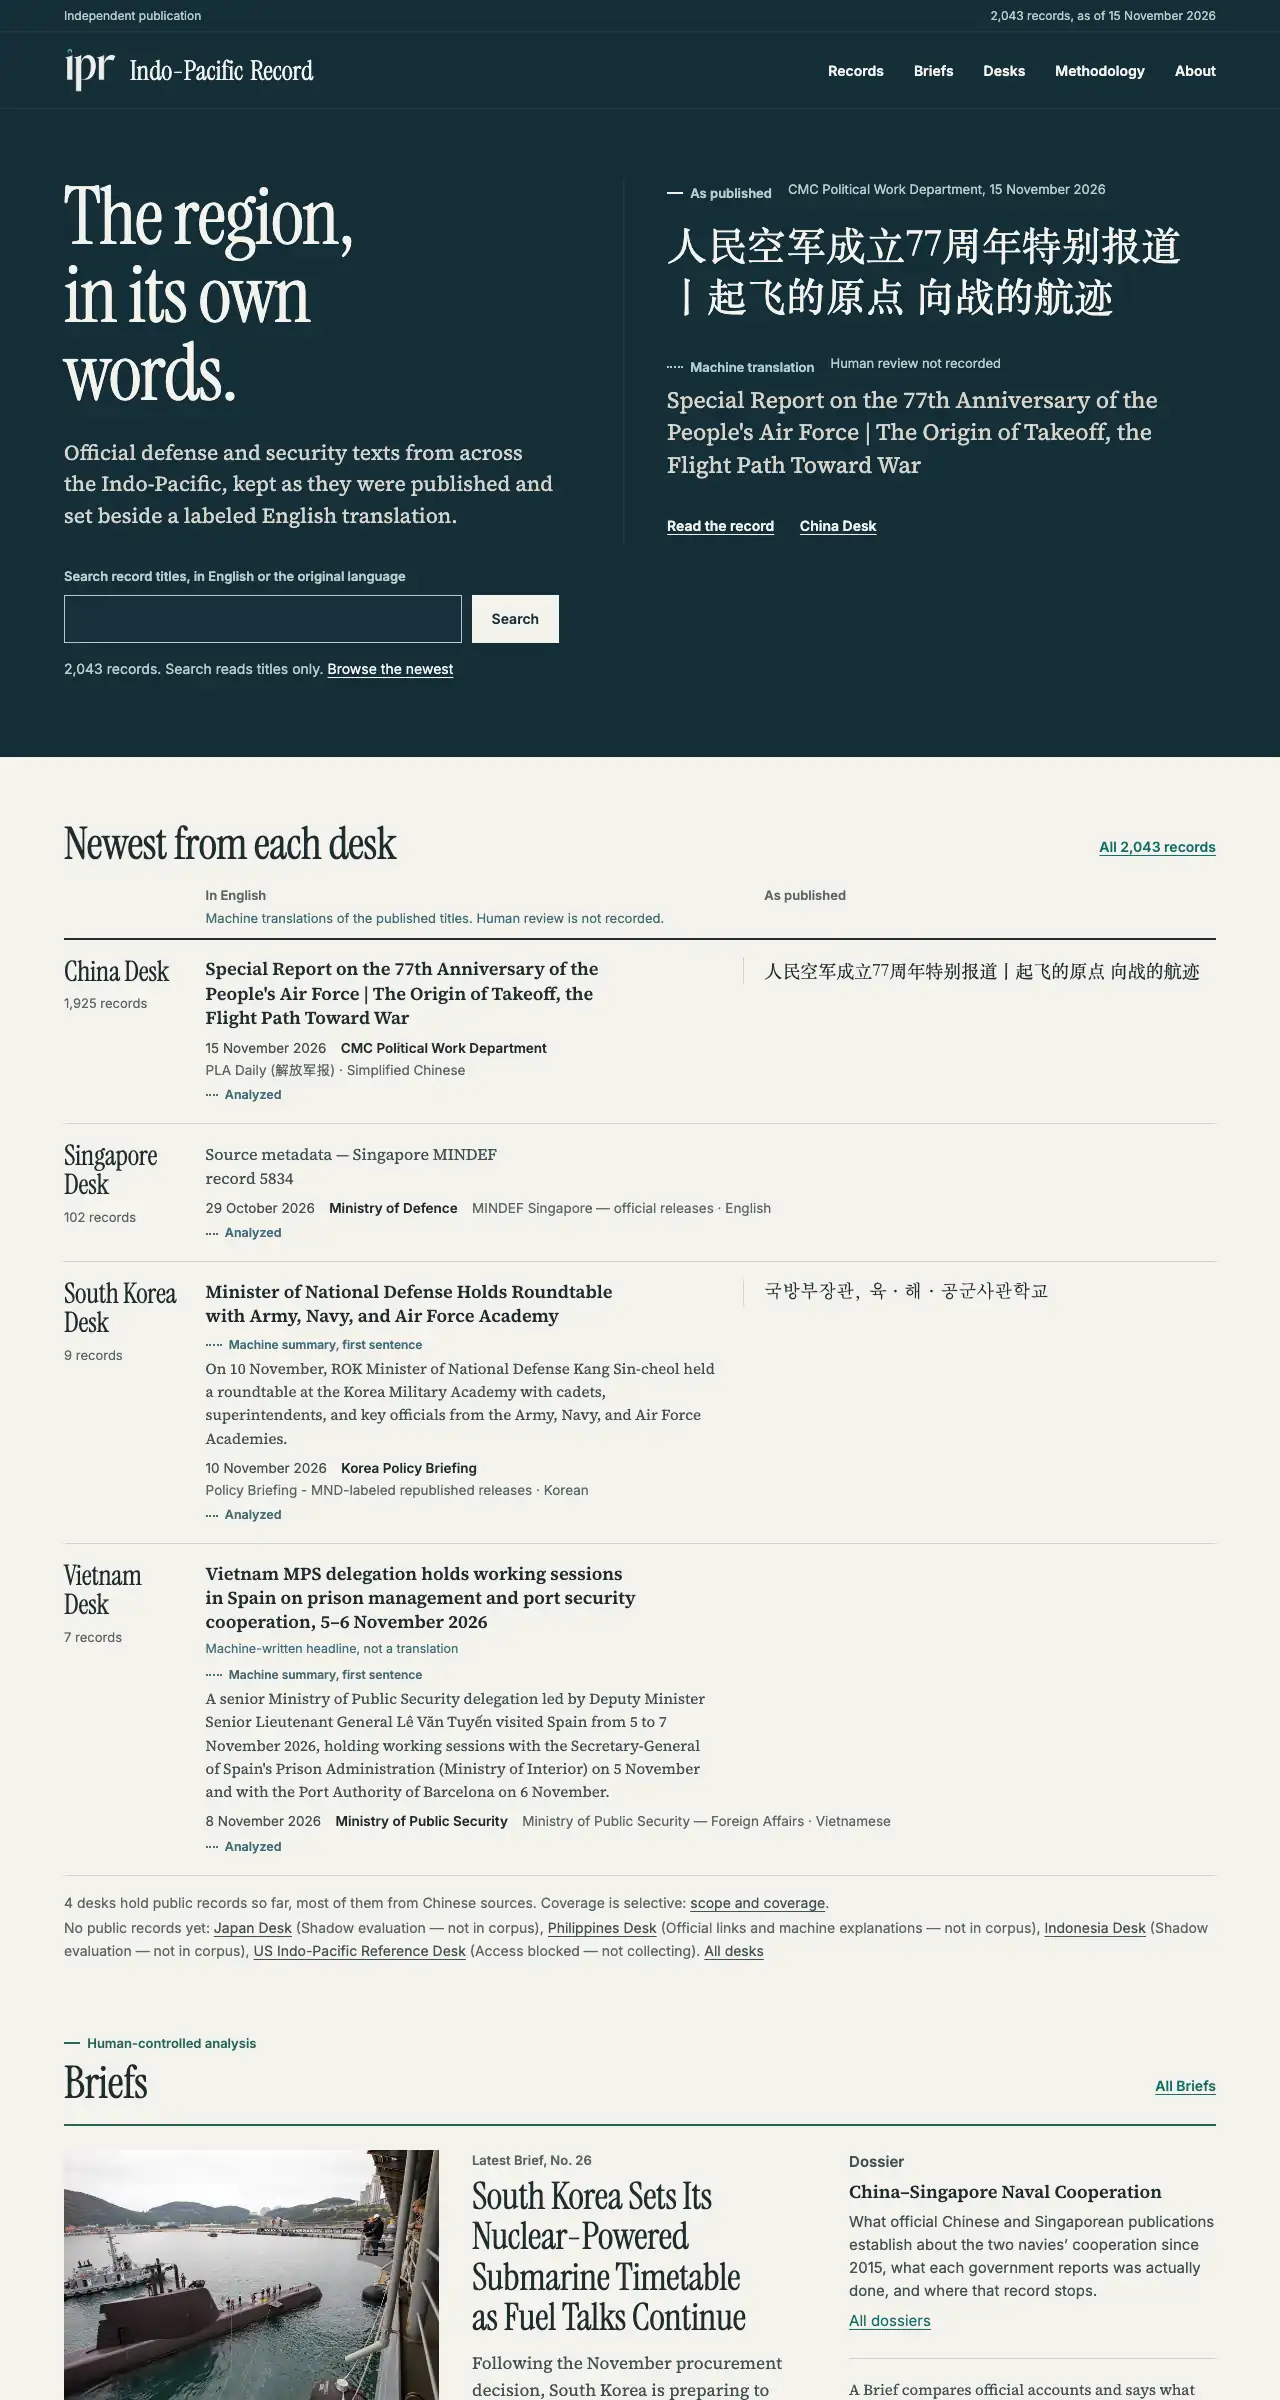 Independent publication
2,043 records, as of 15 November 2026
ipr Indo-Pacific Record
Records Briefs Desks Methodology About
The region,
in its own
words.
Official defense and security texts from across
the Indo-Pacific, kept as they were published and
set beside a labeled English translation.
Search record titles, in English or the original language
Search
2,043 records. Search reads titles only. Browse the newest
As published CMC Political Work Department, 15 November 2026
人民空军成立77周年特别报道
丨起飞的原点 向战的航迹
Machine translation Human review not recorded
Special Report on the 77th Anniversary of the
People's Air Force | The Origin of Takeoff, the
Flight Path Toward War
Read the record China Desk
Newest from each desk
All 2,043 records
In English
As published
Machine translations of the published titles. Human review is not recorded.
China Desk
1,925 records
Special Report on the 77th Anniversary of the
People's Air Force | The Origin of Takeoff, the
Flight Path Toward War
人民空军成立77周年特别报道丨起飞的原点 向战的航迹
15 November 2026 CMC Political Work Department
PLA Daily (解放军报) · Simplified Chinese
Analyzed
Singapore
Desk
102 records
Source metadata — Singapore MINDEF
record 5834
29 October 2026 Ministry of Defence MINDEF Singapore — official releases · English
Analyzed
South Korea
Desk
9 records
Minister of National Defense Holds Roundtable
with Army, Navy, and Air Force Academy
국방부장관, 육·해·공군사관학교
Machine summary, first sentence
On 10 November, ROK Minister of National Defense Kang Sin-cheol held
a roundtable at the Korea Military Academy with cadets,
superintendents, and key officials from the Army, Navy, and Air Force
Academies.
10 November 2026 Korea Policy Briefing
Policy Briefing - MND-labeled republished releases · Korean
Analyzed
Vietnam
Desk
7 records
Vietnam MPS delegation holds working sessions
in Spain on prison management and port security
cooperation, 5–6 November 2026
Machine-written headline, not a translation
Machine summary, first sentence
A senior Ministry of Public Security delegation led by Deputy Minister
Senior Lieutenant General Lê Văn Tuyến visited Spain from 5 to 7
November 2026, holding working sessions with the Secretary-General
of Spain's Prison Administration (Ministry of Interior) on 5 November
and with the Port Authority of Barcelona on 6 November.
8 November 2026 Ministry of Public Security Ministry of Public Security — Foreign Affairs · Vietnamese
Analyzed
4 desks hold public records so far, most of them from Chinese sources. Coverage is selective: scope and coverage.
No public records yet: Japan Desk (Shadow evaluation — not in corpus), Philippines Desk (Official links and machine explanations — not in corpus), Indonesia Desk (Shadow
evaluation — not in corpus), US Indo-Pacific Reference Desk (Access blocked — not collecting). All desks
Human-controlled analysis
Briefs
All Briefs
Latest Brief, No. 26
South Korea Sets Its
Nuclear-Powered
Submarine Timetable
as Fuel Talks Continue
Following the November procurement
decision, South Korea is preparing to
Dossier
China–Singapore Naval Cooperation
What official Chinese and Singaporean publications
establish about the two navies’ cooperation since
2015, what each government reports was actually
done, and where that record stops.
All dossiers
A Brief compares official accounts and says what